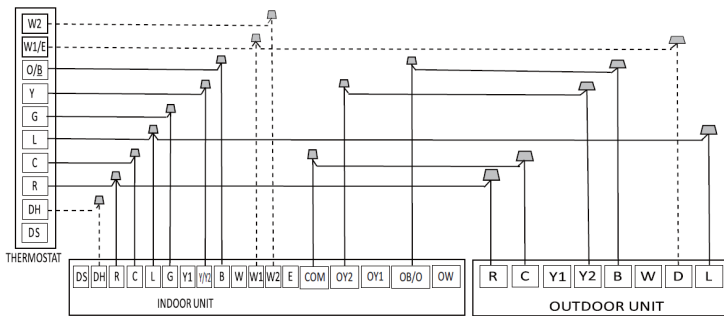 W2
W1/E
O/B
Y
G
L
C
R
DH
DS
THERMOSTAT
DS DH R C L G Y1 Y/Y2 B W W1 W2 E COM OY2 OY1 OB/O OW
INDOOR UNIT
R C Y1 Y2 B W D L
OUTDOOR UNIT